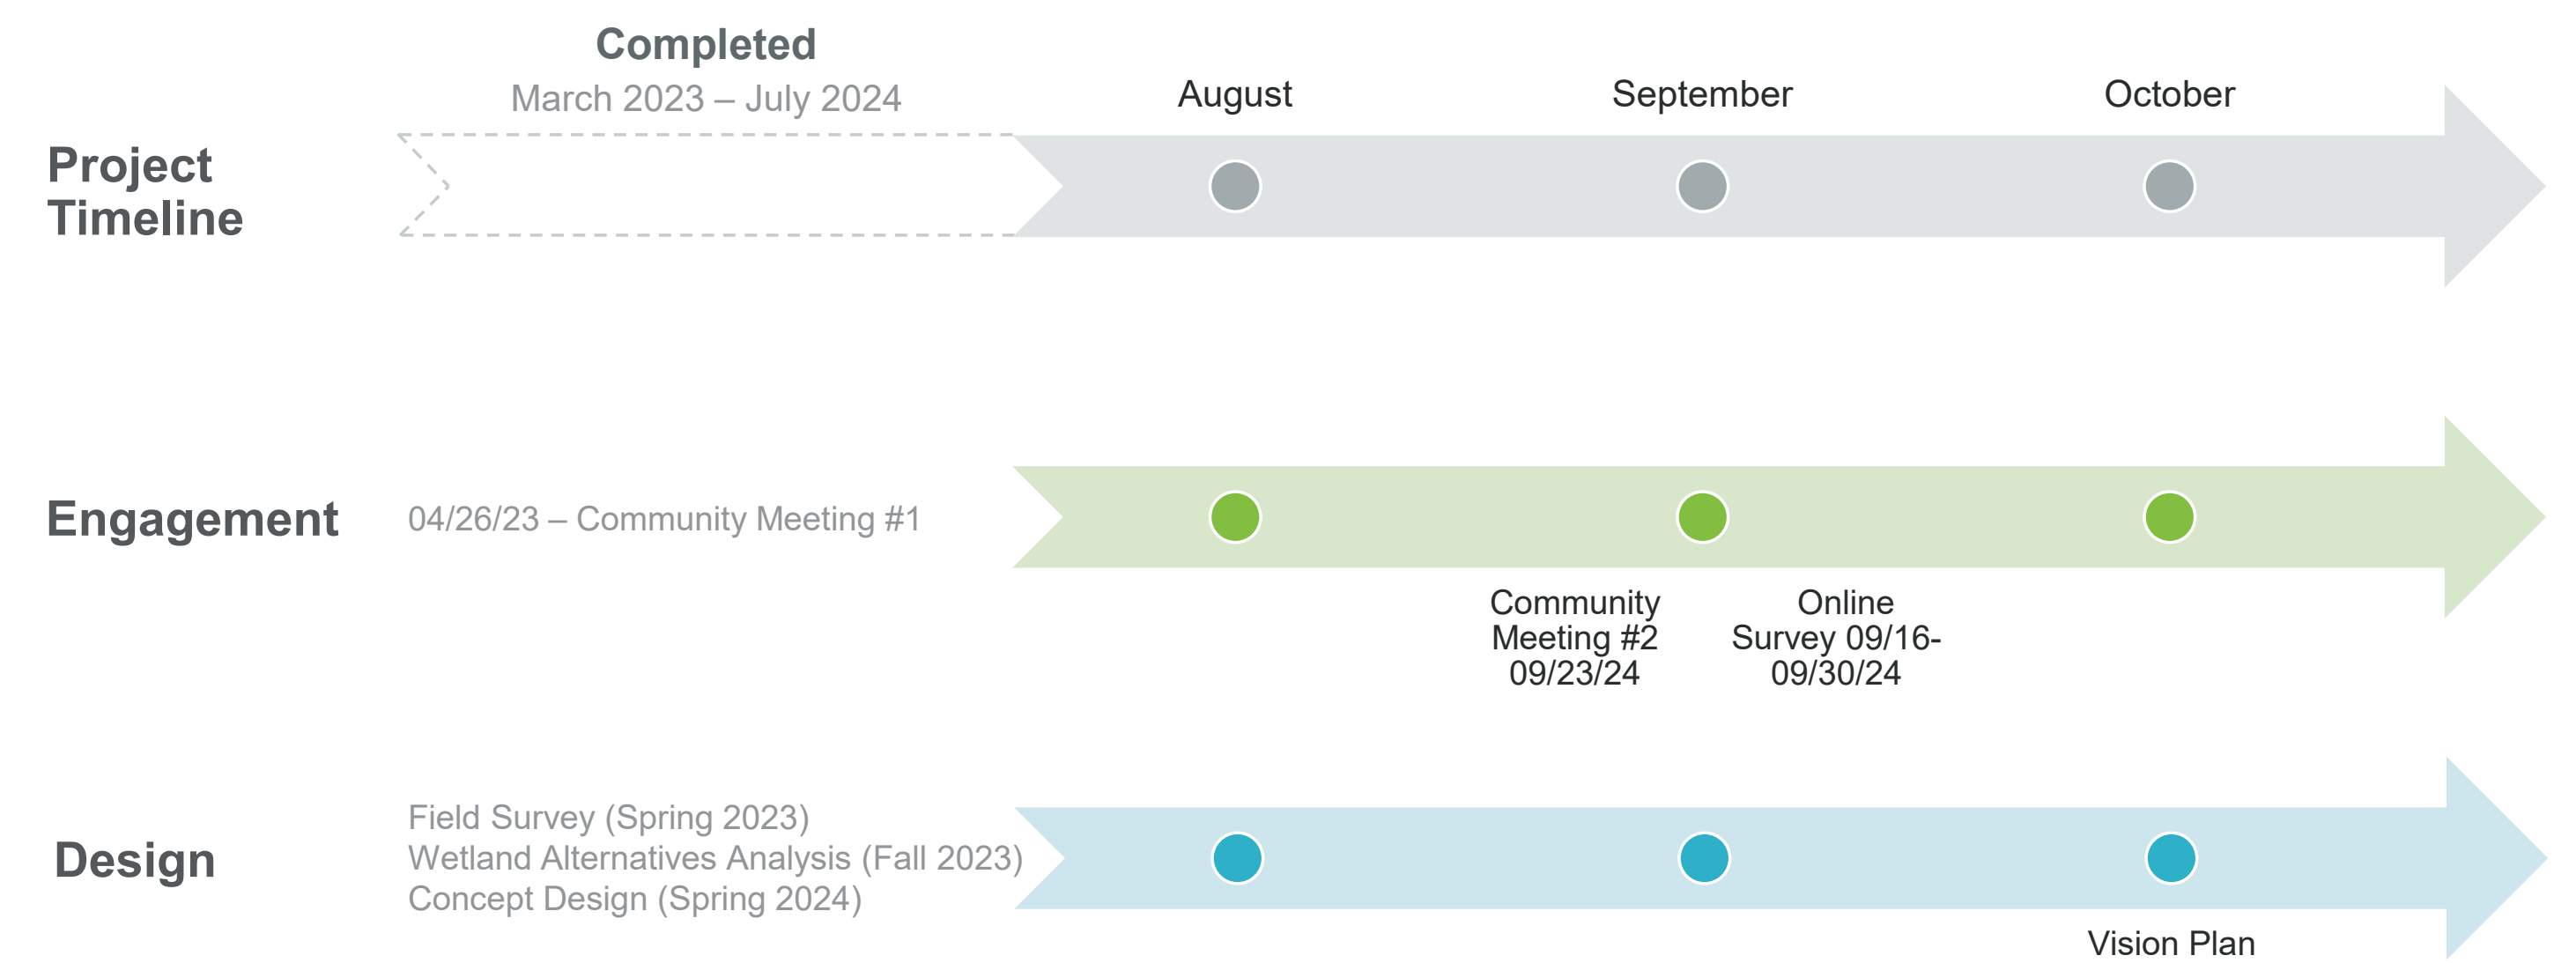 Completed
March 2023 – July 2024
August
September
October
Project
Timeline
Engagement
04/26/23 – Community Meeting #1
Community
Meeting #2
09/23/24
Online
Survey 09/16-
09/30/24
Design
Field Survey (Spring 2023)
Wetland Alternatives Analysis (Fall 2023)
Concept Design (Spring 2024)
Vision Plan